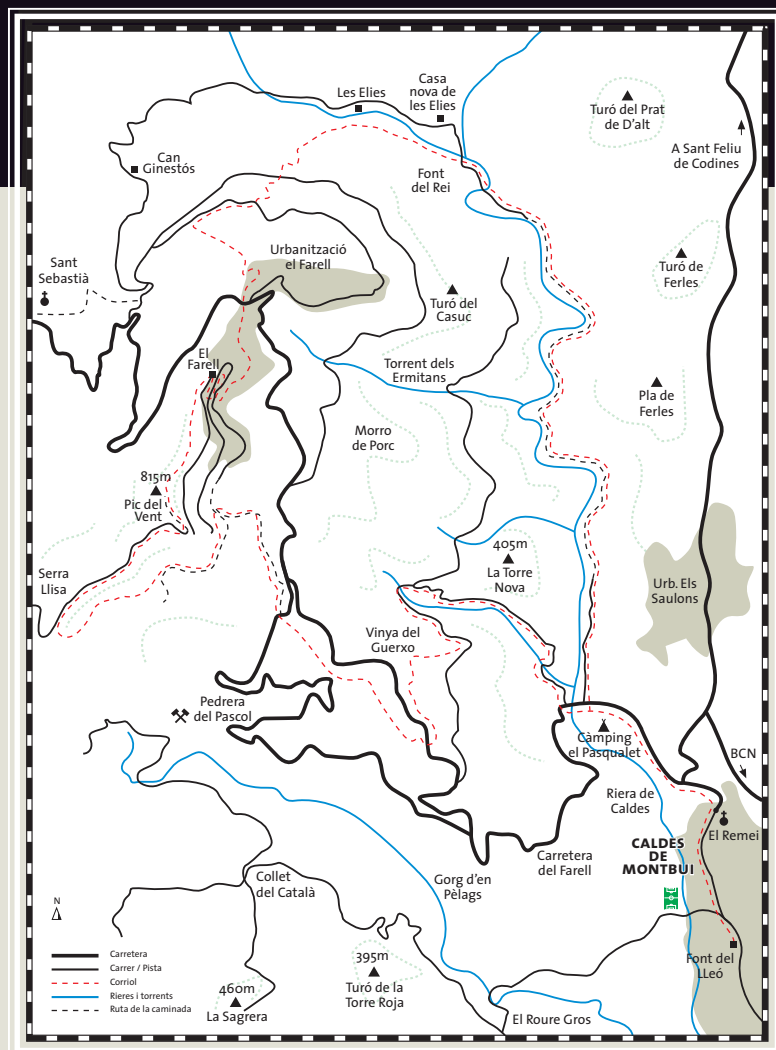 Les Elies
Casa
nova de
les Elies
Turó del Prat
de D'alt
A Sant Feliu
de Codines
Can
Ginestós
Font
del Rei
Sant
Sebastià
Urbanització
el Farell
Turó del
Casuc
Turó de
Ferles
El
Farell
Torrent dels
Ermitans
Pla de
Ferles
Morro
de Porc
815m
Pic del
Vent
405m
La Torre
Nova
Serra
Llisa
Urb. Els
Saulons
Vinya del
Guerxo
Pedrera
del Pascol
Càmping
el Pasqualet
BCN
Riera de
Caldes
El Remei
CALDES
DE
MONTBUI
Carretera
del Farell
Collet
del Català
Gorg d'en
Pèlags
N
Carretera
Carrer / Pista
Corriol
Rieres i torrents
Ruta de la caminada
460m
La Sagrera
395m
Turó de la
Torre Roja
Font del
LLeó
El Roure Gros